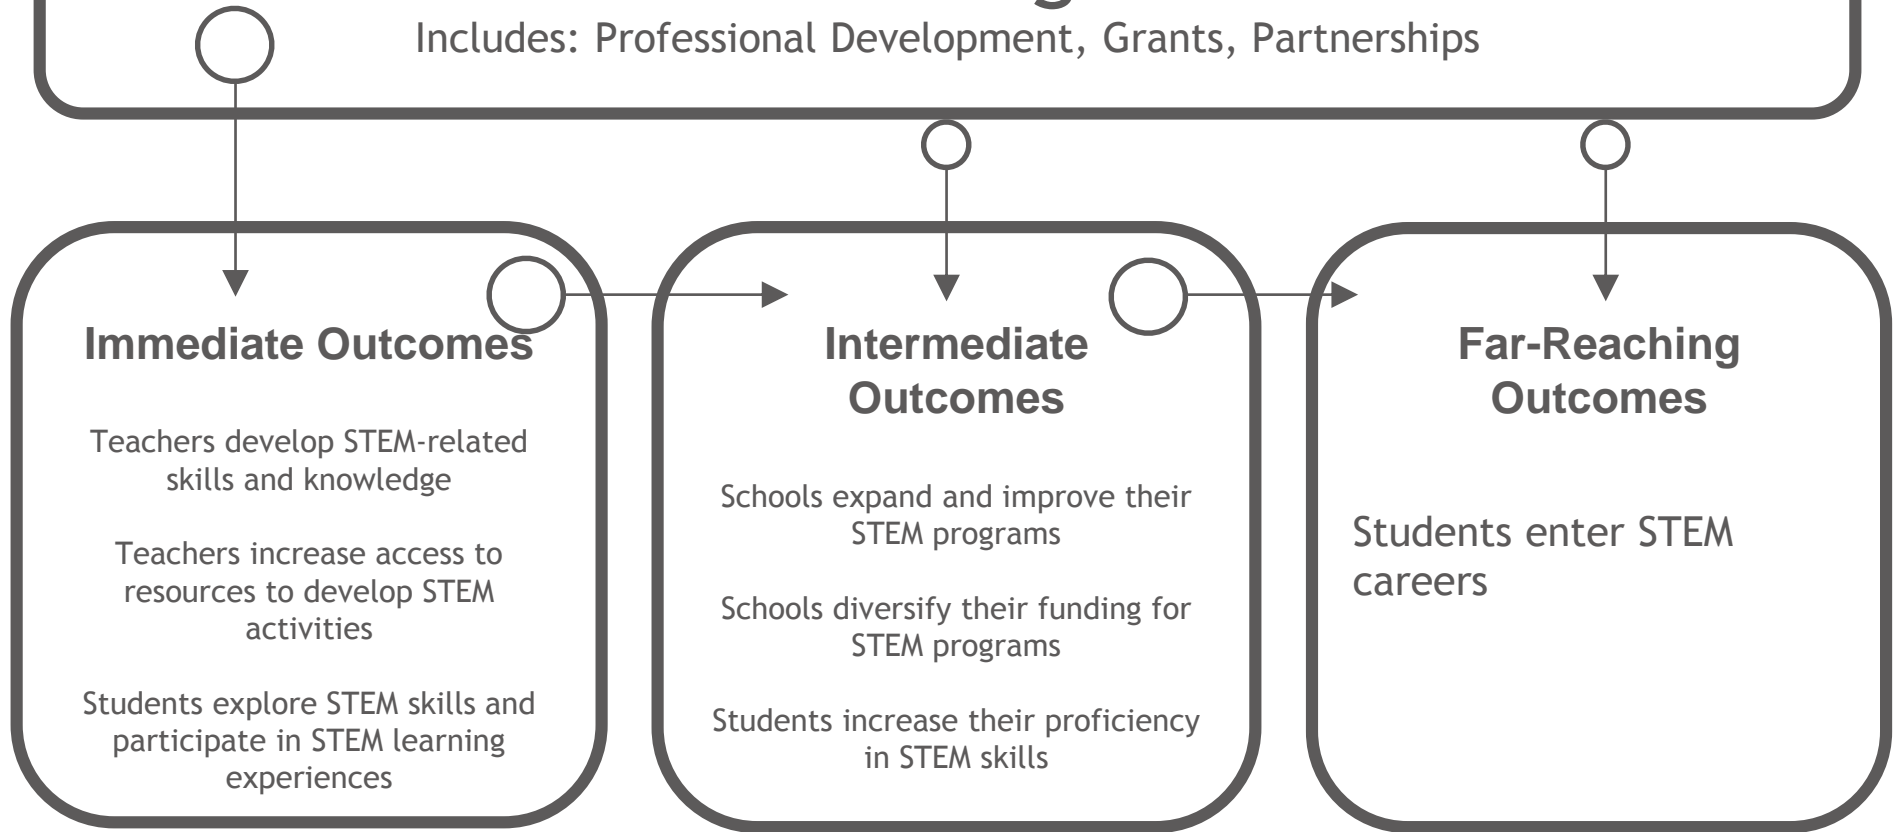 Includes: Professional Development, Grants, Partnerships
Immediate Outcomes
Teachers develop STEM-related
skills and knowledge
Teachers increase access to
resources to develop STEM
activities
Students explore STEM skills and
participate in STEM learning
experiences
Intermediate
Outcomes
Schools expand and improve their
STEM programs
Schools diversify their funding for
STEM programs
Students increase their proficiency
in STEM skills
Far-Reaching
Outcomes
Students enter STEM
careers